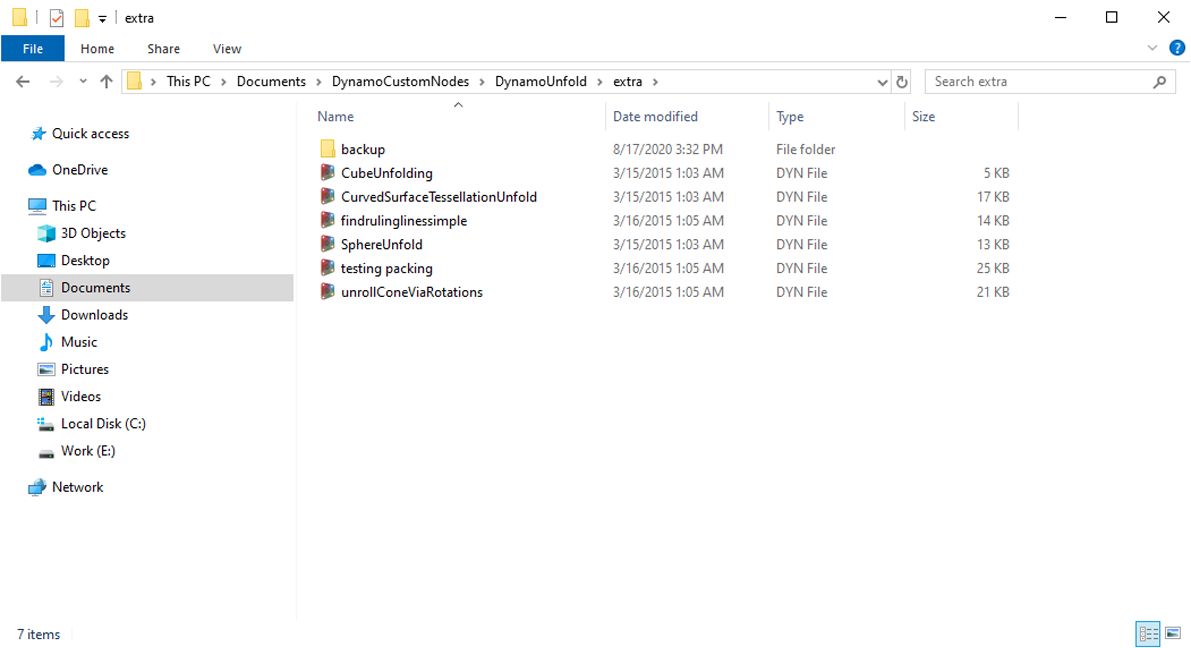 extra
File Home Share View ?
This PC Documents DynamoCustomNodes DynamoUnfold extra Search extra
Name Date modified Type Size
Quick access
OneDrive
This PC
3D Objects
Desktop
Documents
Downloads
Music
Pictures
Videos
Local Disk (C:)
Work (E:)
Network
backup 8/17/2020 3:32 PM File folder
CubeUnfolding 3/15/2015 1:03 AM DYN File 5 KB
CurvedSurfaceTessellationUnfold 3/15/2015 1:03 AM DYN File 17 KB
findrulinglinessimple 3/16/2015 1:05 AM DYN File 14 KB
SphereUnfold 3/15/2015 1:03 AM DYN File 13 KB
testing packing 3/16/2015 1:05 AM DYN File 25 KB
unrollConeViaRotations 3/16/2015 1:05 AM DYN File 21 KB
7 items